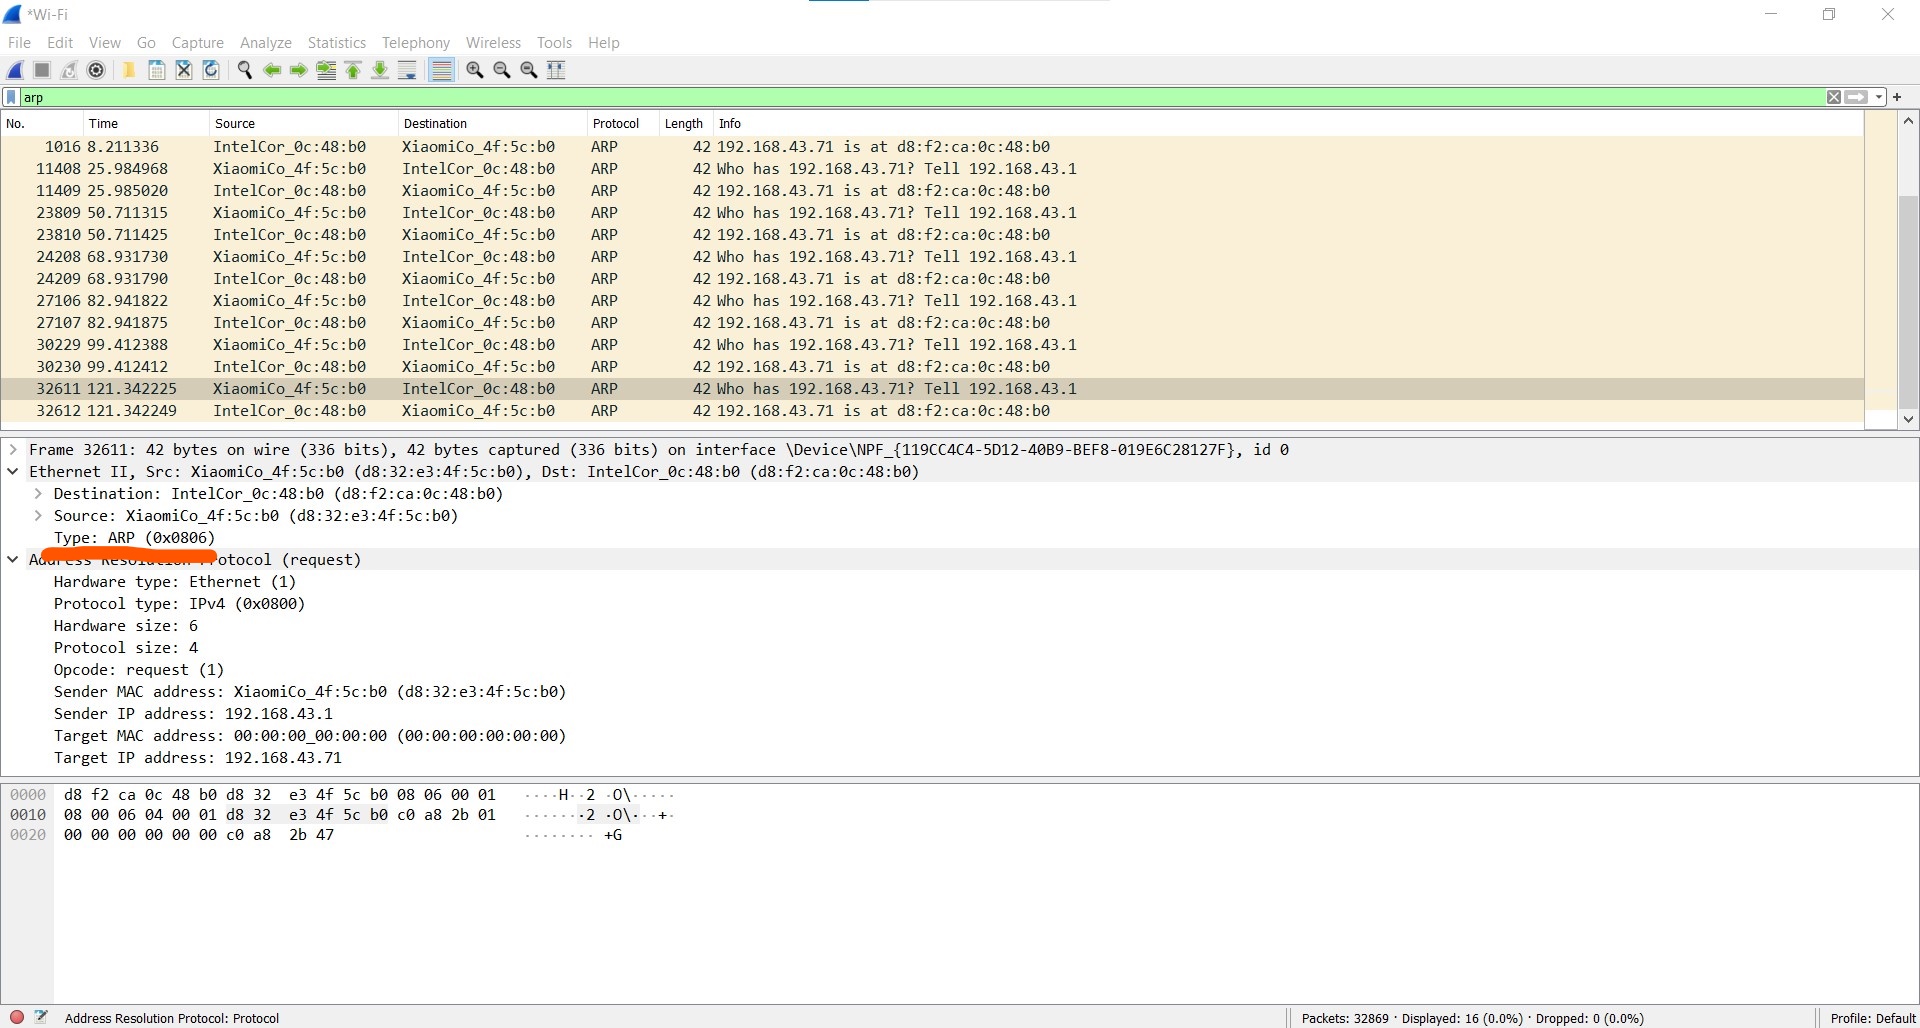 *Wi-Fi
File Edit View Go Capture Analyze Statistics Telephony Wireless Tools Help
arp
No. Time Source Destination Protocol Length Info
1016 8.211336 IntelCor_0c:48:b0 XiaomiCo_4f:5c:b0 ARP 42 192.168.43.71 is at d8:f2:ca:0c:48:b0
11408 25.984968 XiaomiCo_4f:5c:b0 IntelCor_0c:48:b0 ARP 42 Who has 192.168.43.71? Tell 192.168.43.1
11409 25.985020 IntelCor_0c:48:b0 XiaomiCo_4f:5c:b0 ARP 42 192.168.43.71 is at d8:f2:ca:0c:48:b0
23809 50.711315 XiaomiCo_4f:5c:b0 IntelCor_0c:48:b0 ARP 42 Who has 192.168.43.71? Tell 192.168.43.1
23810 50.711425 IntelCor_0c:48:b0 XiaomiCo_4f:5c:b0 ARP 42 192.168.43.71 is at d8:f2:ca:0c:48:b0
24208 68.931730 XiaomiCo_4f:5c:b0 IntelCor_0c:48:b0 ARP 42 Who has 192.168.43.71? Tell 192.168.43.1
24209 68.931790 IntelCor_0c:48:b0 XiaomiCo_4f:5c:b0 ARP 42 192.168.43.71 is at d8:f2:ca:0c:48:b0
27106 82.941822 XiaomiCo_4f:5c:b0 IntelCor_0c:48:b0 ARP 42 Who has 192.168.43.71? Tell 192.168.43.1
27107 82.941875 IntelCor_0c:48:b0 XiaomiCo_4f:5c:b0 ARP 42 192.168.43.71 is at d8:f2:ca:0c:48:b0
30229 99.412388 XiaomiCo_4f:5c:b0 IntelCor_0c:48:b0 ARP 42 Who has 192.168.43.71? Tell 192.168.43.1
30230 99.412412 IntelCor_0c:48:b0 XiaomiCo_4f:5c:b0 ARP 42 192.168.43.71 is at d8:f2:ca:0c:48:b0
32611 121.342225 XiaomiCo_4f:5c:b0 IntelCor_0c:48:b0 ARP 42 Who has 192.168.43.71? Tell 192.168.43.1
32612 121.342249 IntelCor_0c:48:b0 XiaomiCo_4f:5c:b0 ARP 42 192.168.43.71 is at d8:f2:ca:0c:48:b0
Frame 32611: 42 bytes on wire (336 bits), 42 bytes captured (336 bits) on interface \Device\NPF_{119CC4C4-5D12-40B9-BEF8-019E6C28127F}, id 0
Ethernet II, Src: XiaomiCo_4f:5c:b0 (d8:32:e3:4f:5c:b0), Dst: IntelCor_0c:48:b0 (d8:f2:ca:0c:48:b0)
Destination: IntelCor_0c:48:b0 (d8:f2:ca:0c:48:b0)
Source: XiaomiCo_4f:5c:b0 (d8:32:e3:4f:5c:b0)
Type: ARP (0x0806)
Address Resolution Protocol (request)
Hardware type: Ethernet (1)
Protocol type: IPv4 (0x0800)
Hardware size: 6
Protocol size: 4
Opcode: request (1)
Sender MAC address: XiaomiCo_4f:5c:b0 (d8:32:e3:4f:5c:b0)
Sender IP address: 192.168.43.1
Target MAC address: 00:00:00_00:00:00 (00:00:00:00:00:00)
Target IP address: 192.168.43.71
0000 d8 f2 ca 0c 48 b0 d8 32 e3 4f 5c b0 08 06 00 01 ····H··2 ·O\·····
0010 08 00 06 04 00 01 d8 32 e3 4f 5c b0 c0 a8 2b 01 ·······2 ·O\···+·
0020 00 00 00 00 00 00 c0 a8 2b 47 ········ +G
Address Resolution Protocol: Protocol
Packets: 32869 · Displayed: 16 (0.0%) · Dropped: 0 (0.0%)
Profile: Default